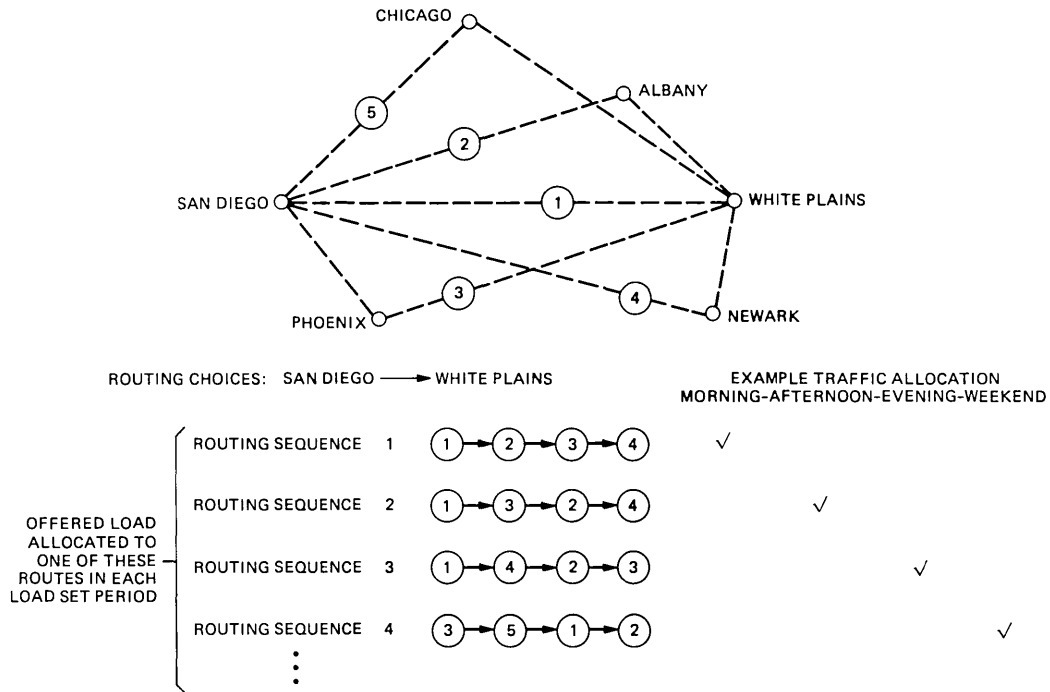 CHICAGO
5
ALBANY
2
SAN DIEGO
1
WHITE PLAINS
3
4
PHOENIX
NEWARK
ROUTING CHOICES: SAN DIEGO → WHITE PLAINS
EXAMPLE TRAFFIC ALLOCATION
MORNING-AFTERNOON-EVENING-WEEKEND
OFFERED LOAD
ALLOCATED TO
ONE OF THESE
ROUTES IN EACH
LOAD SET PERIOD
ROUTING SEQUENCE 1 1 → 2 → 3 → 4 √
ROUTING SEQUENCE 2 1 → 3 → 2 → 4 √
ROUTING SEQUENCE 3 1 → 4 → 2 → 3 √
ROUTING SEQUENCE 4 3 → 5 → 1 → 2 √